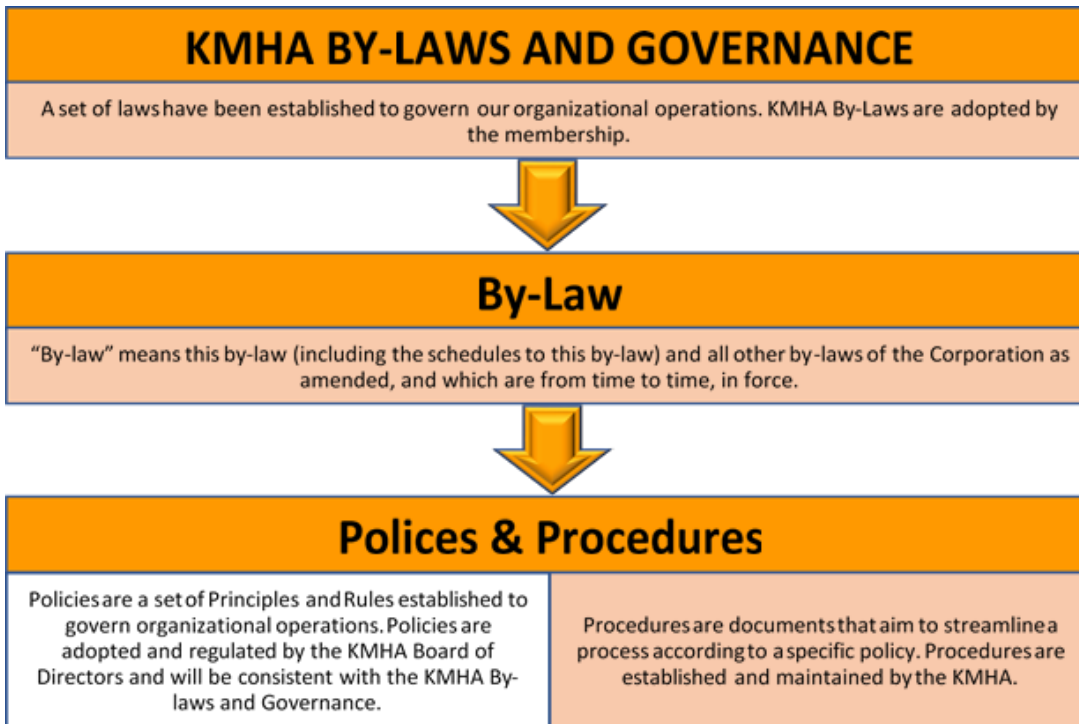 KMHA BY-LAWS AND GOVERNANCE
A set of laws have been established to govern our organizational operations. KMHA By-Laws are adopted by
the membership.
By-Law
“By-law” means this by-law (including the schedules to this by-law) and all other by-laws of the Corporation as
amended, and which are from time to time, in force.
Polices & Procedures
Policies are a set of Principles and Rules established to
govern organizational operations. Policies are
adopted and regulated by the KMHA Board of
Directors and will be consistent with the KMHA By-
laws and Governance.
Procedures are documents that aim to streamline a
process according to a specific policy. Procedures are
established and maintained by the KMHA.